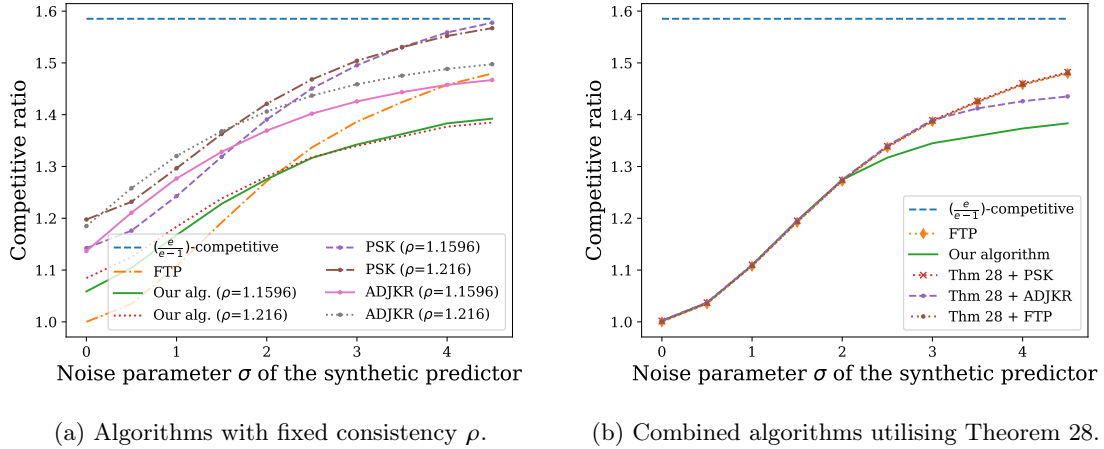 1.6
1.5
1.4
1.3
1.2
1.1
1.0
Competitive ratio
0 1 2 3 4
Noise parameter σ of the synthetic predictor
(e/(e−1))-competitive
FTP
Our alg. (ρ=1.1596)
Our alg. (ρ=1.216)
PSK (ρ=1.1596)
PSK (ρ=1.216)
ADJKR (ρ=1.1596)
ADJKR (ρ=1.216)
(a) Algorithms with fixed consistency ρ.
1.6
1.5
1.4
1.3
1.2
1.1
1.0
Competitive ratio
0 1 2 3 4
Noise parameter σ of the synthetic predictor
(e/(e−1))-competitive
FTP
Our algorithm
Thm 28 + PSK
Thm 28 + ADJKR
Thm 28 + FTP
(b) Combined algorithms utilising Theorem 28.